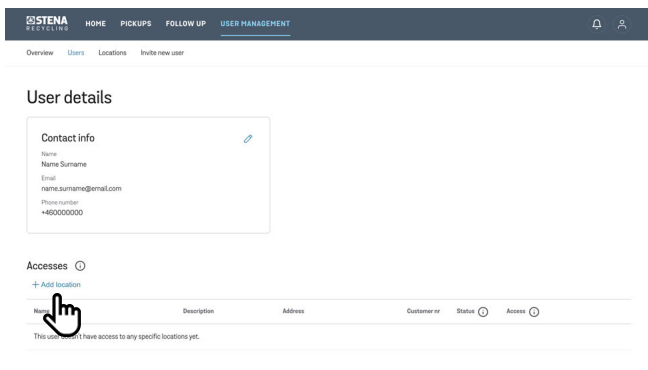 STENA HOME PICKUPS FOLLOW UP USER MANAGEMENT
RECYCLING
Overview Users Locations Invite new user
User details
Contact info
Name
Name Surname
Email
name.surname@email.com
Phone number
+460000000
Accesses
+ Add location
Name Description Address Customer nr Status Access
This user doesn't have access to any specific locations yet.